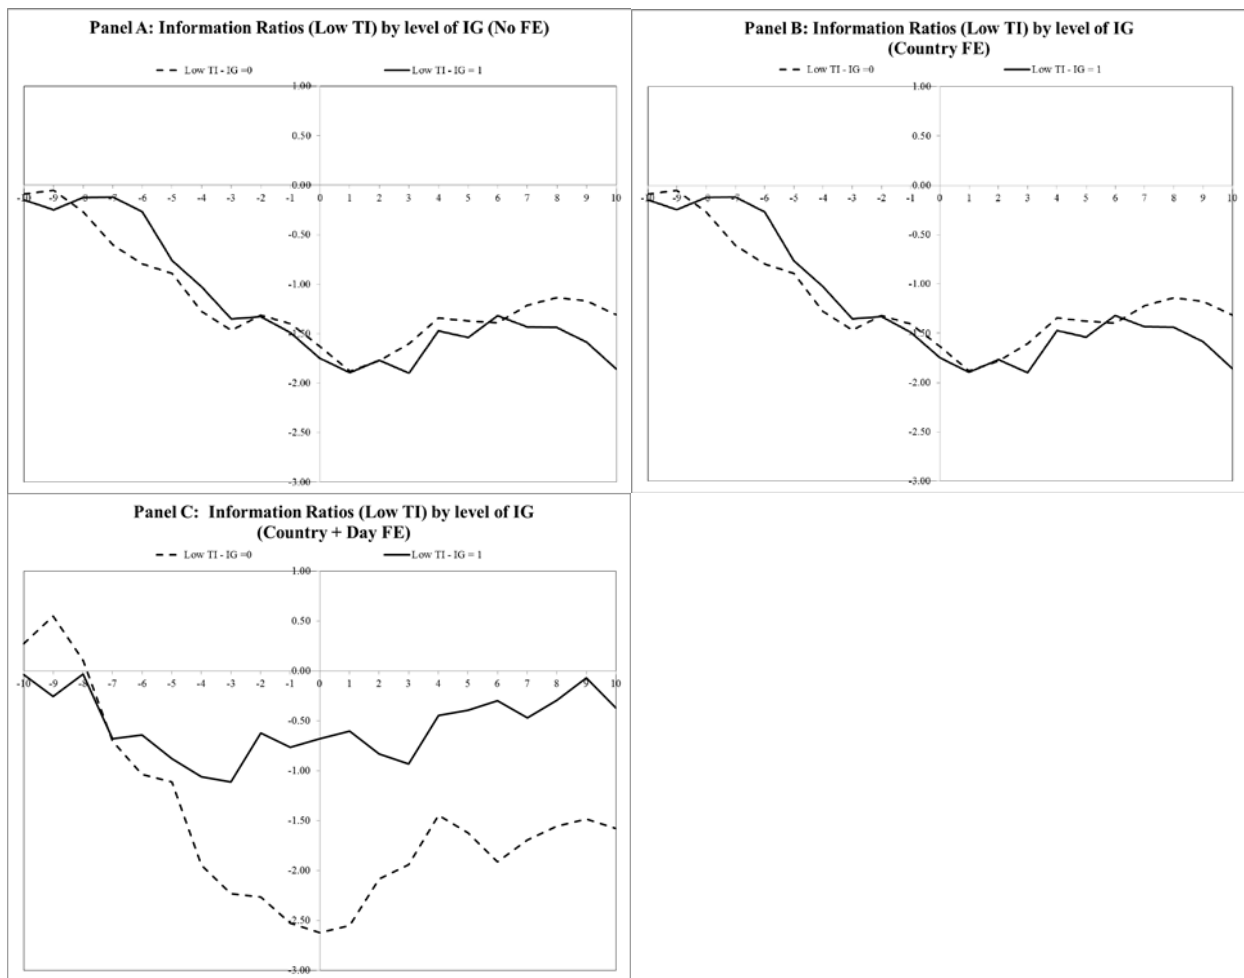 Panel A: Information Ratios (Low TI) by level of IG (No FE)
Low TI - IG =0
Low TI - IG = 1
1.00
0.50
0.00
-10 -9 -8 -7 -6 -5 -4 -3 -2 -1 0 1 2 3 4 5 6 7 8 9 10
-0.50
-1.00
-1.50
-2.00
-2.50
-3.00
Panel B: Information Ratios (Low TI) by level of IG
(Country FE)
Low TI - IG =0
Low TI - IG = 1
1.00
0.50
0.00
-10 -9 -8 -7 -6 -5 -4 -3 -2 -1 0 1 2 3 4 5 6 7 8 9 10
-0.50
-1.00
-1.50
-2.00
-2.50
-3.00
Panel C: Information Ratios (Low TI) by level of IG
(Country + Day FE)
Low TI - IG =0
Low TI - IG = 1
1.00
0.50
0.00
-10 -9 -8 -7 -6 -5 -4 -3 -2 -1 0 1 2 3 4 5 6 7 8 9 10
-0.50
-1.00
-1.50
-2.00
-2.50
-3.00